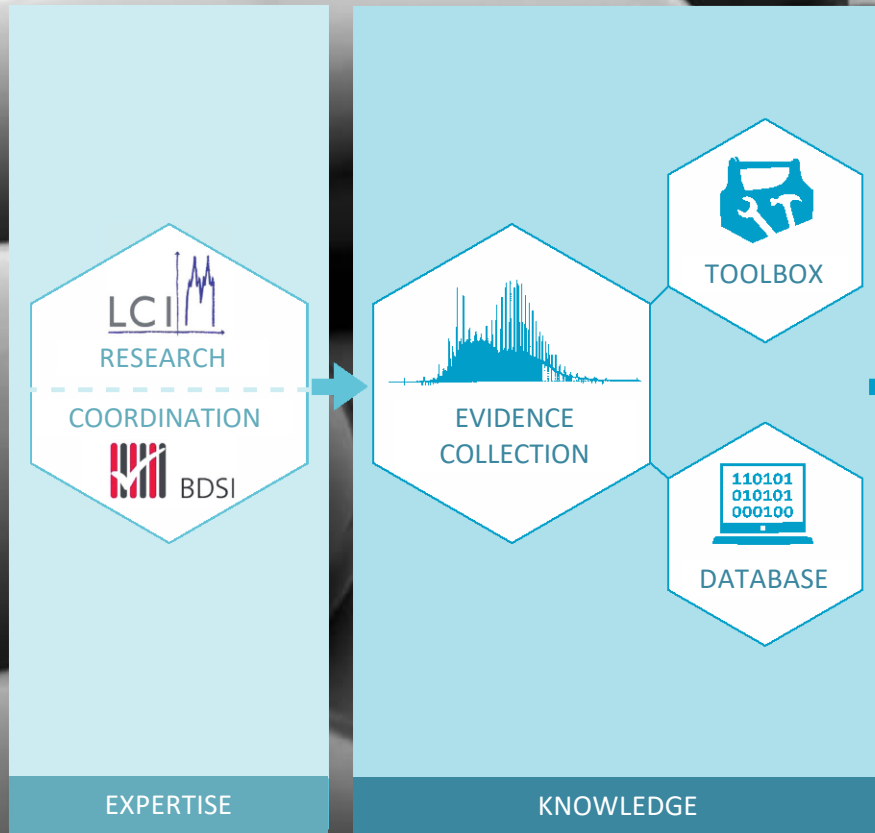 LCI
RESEARCH
COORDINATION
BDSI
EXPERTISE
EVIDENCE
COLLECTION
TOOLBOX
110101
010101
000100
DATABASE
KNOWLEDGE